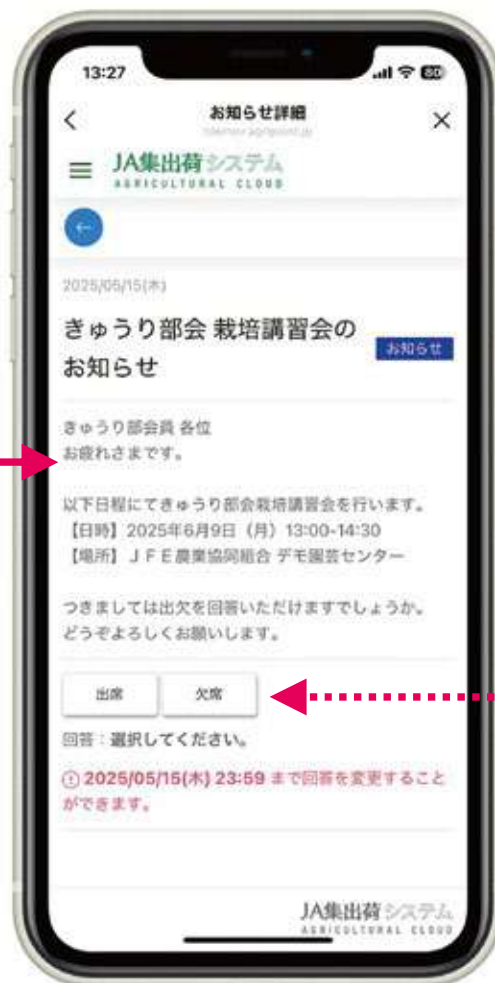 13:27
80
お知らせ詳細
JA集出荷システム
AGRICULTURAL CLOUD
2025/05/15(木)
きゅうり部会 栽培講習会の
お知らせ
お知らせ
きゅうり部会員 各位
お疲れさまです。
以下日程にてきゅうり部会栽培講習会を行います。
【日時】2025年6月9日（月）13:00-14:30
【場所】ＪＦＥ農業協同組合 デモ園芸センター
つきましては出欠を回答いただけますでしょうか。
どうぞよろしくお願いします。
出席 欠席
回答：選択してください。
2025/05/15(木) 23:59 まで回答を変更すること
ができます。
JA集出荷システム
AGRICULTURAL CLOUD